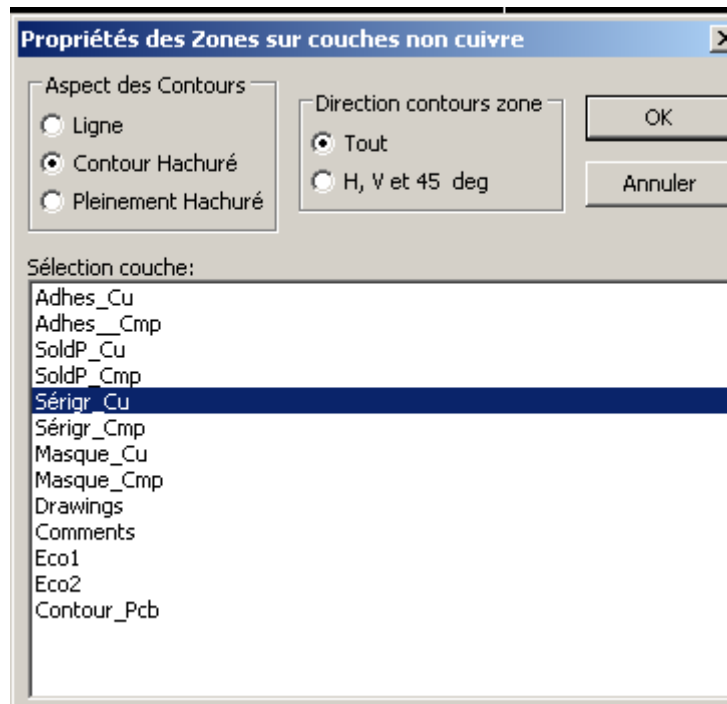 Propriétés des Zones sur couches non cuivre
Aspect des Contours
Ligne
Contour Hachuré
Pleinement Hachuré
Direction contours zone
Tout
H, V et 45 deg
OK
Annuler
Sélection couche:
Adhes_Cu
Adhes__Cmp
SoldP_Cu
SoldP_Cmp
Sérigr_Cu
Sérigr_Cmp
Masque_Cu
Masque_Cmp
Drawings
Comments
Eco1
Eco2
Contour_Pcb